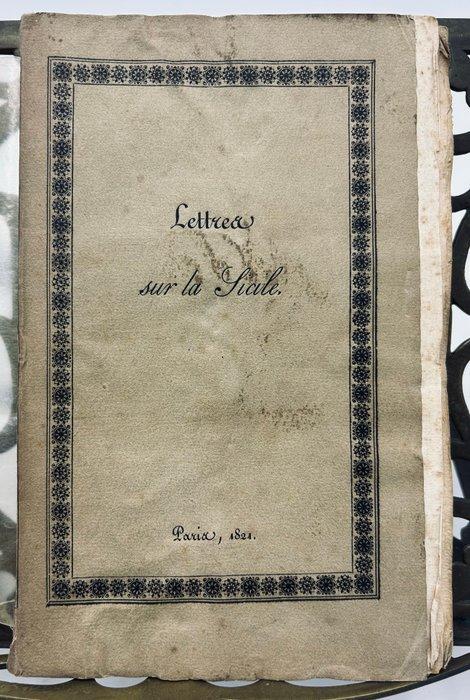 Lettres
sur la Sicile.
Paris, 1821.